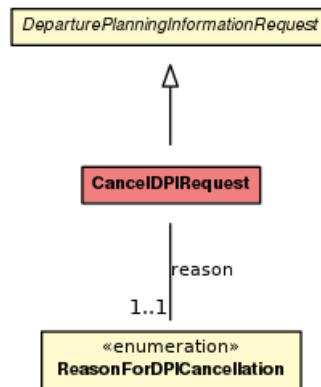 DeparturePlanningInformationRequest
CancelDPIRequest
reason
1..1
«enumeration»
ReasonForDPICancellation